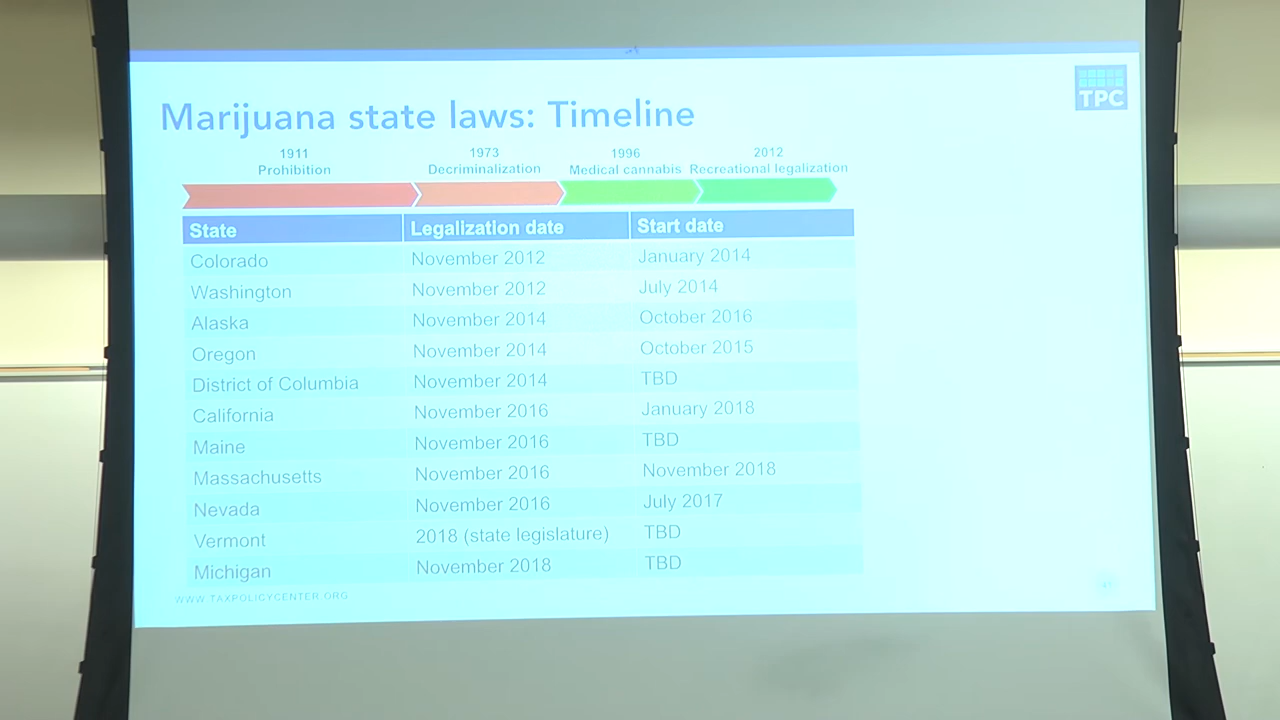 TPC
Marijuana state laws: Timeline
1911 1973 1996 2012
Prohibition Decriminalization Medical cannabis Recreational legalization
State Legalization date Start date
Colorado November 2012 January 2014
Washington November 2012 July 2014
Alaska November 2014 October 2016
Oregon November 2014 October 2015
District of Columbia November 2014 TBD
California November 2016 January 2018
Maine November 2016 TBD
Massachusetts November 2016 November 2018
Nevada November 2016 July 2017
Vermont 2018 (state legislature) TBD
Michigan November 2018 TBD
WWW.TAXPOLICYCENTER.ORG